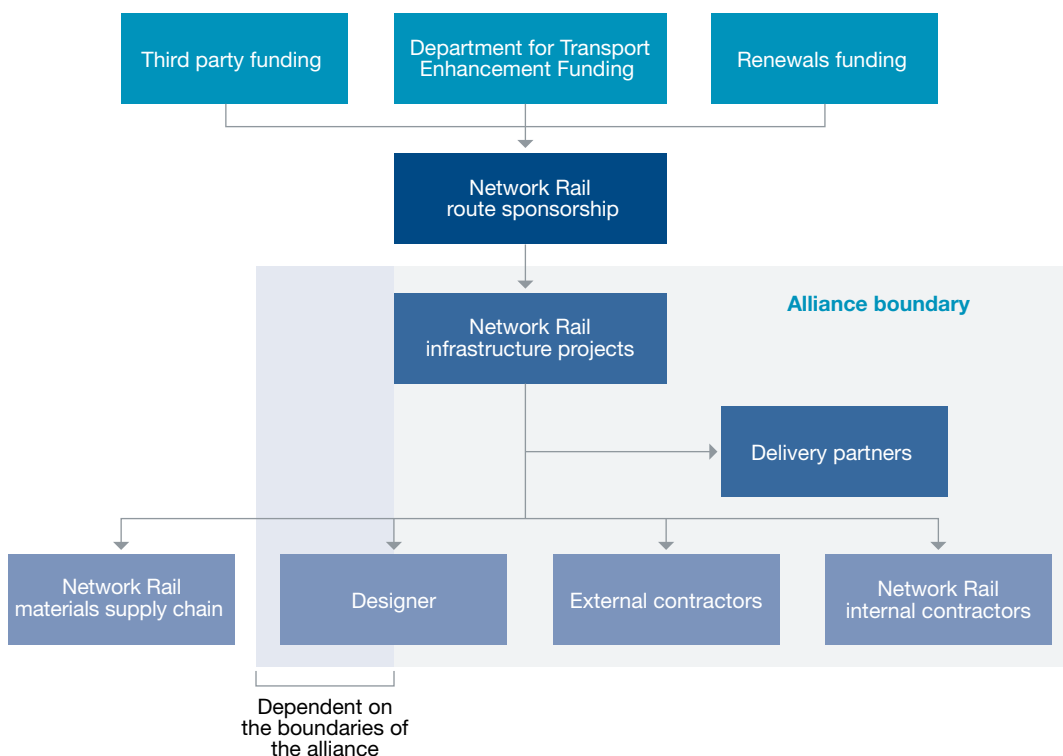 Third party funding
Department for Transport
Enhancement Funding
Renewals funding
Network Rail
route sponsorship
Network Rail
infrastructure projects
Alliance boundary
Delivery partners
Network Rail
materials supply chain
Designer
External contractors
Network Rail
internal contractors
Dependent on
the boundaries of
the alliance